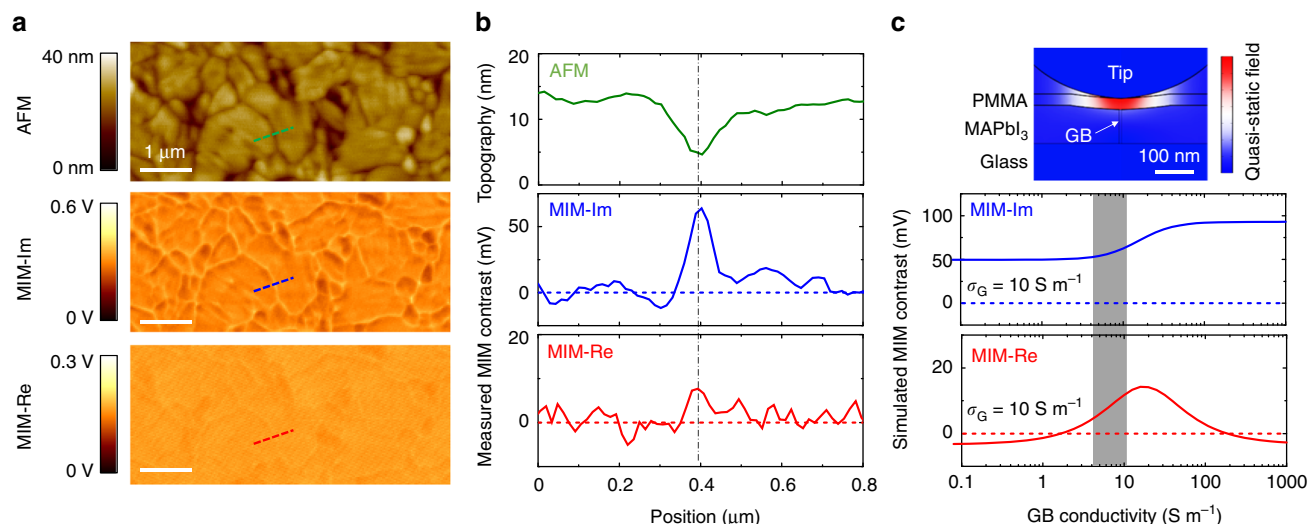 a
40 nm
AFM
0 nm
1 μm
0.6 V
MIM-Im
0 V
0.3 V
MIM-Re
0 V
b
20
AFM
10
0
Topography (nm)
MIM-Im
50
0
20
MIM-Re
0
Measured MIM contrast (mV)
0 0.2 0.4 0.6 0.8
Position (μm)
c
Tip
PMMA
MAPbI₃
GB
Glass
100 nm
Quasi-static field
MIM-Im
100
50
0
σG = 10 S m⁻¹
MIM-Re
20
0
σG = 10 S m⁻¹
Simulated MIM contrast (mV)
0.1 1 10 100 1000
GB conductivity (S m⁻¹)